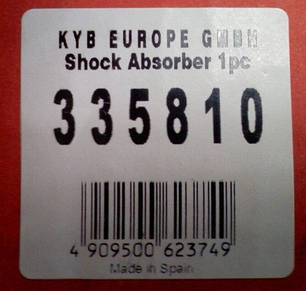 KYB EUROPE GMBH
Shock Absorber 1pc
335810
4 909500 623749
Made in Spain